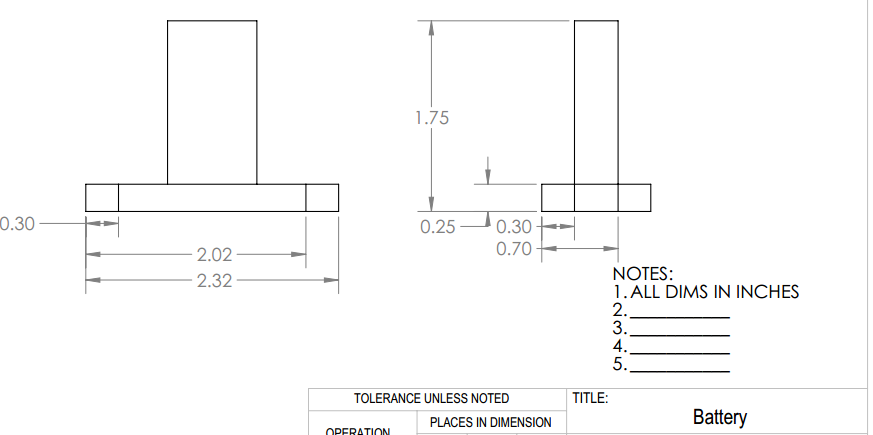 1.75
0.30
0.25
0.30
2.02
0.70
2.32
NOTES:
1. ALL DIMS IN INCHES
2.
3.
4.
5.
TOLERANCE UNLESS NOTED
TITLE:
PLACES IN DIMENSION
Battery
OPERATION